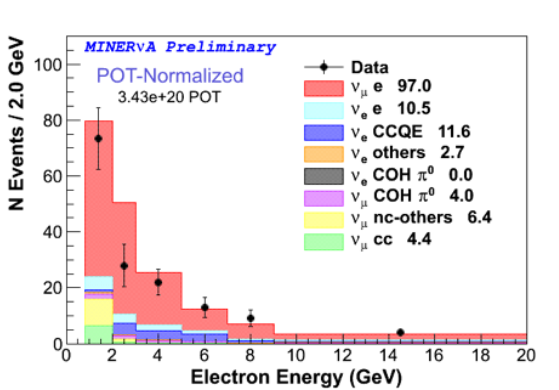 MINERνA Preliminary
POT-Normalized
3.43e+20 POT
Data
νμ e 97.0
νe e 10.5
νe CCQE 11.6
νe others 2.7
νe COH π0 0.0
νμ COH π0 4.0
νμ nc-others 6.4
νμ cc 4.4
N Events / 2.0 GeV
100
80
60
40
20
0
0 2 4 6 8 10 12 14 16 18 20
Electron Energy (GeV)